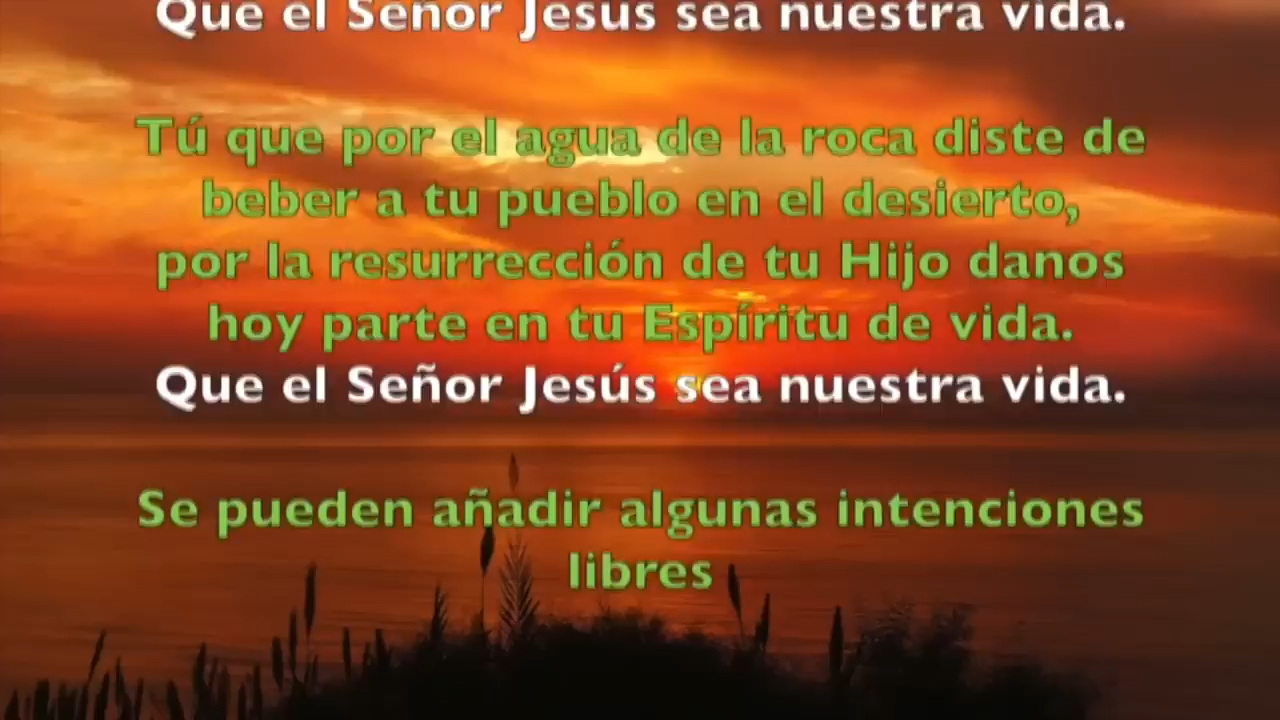 Que el Señor Jesús sea nuestra vida.
Tú que por el agua de la roca diste de
beber a tu pueblo en el desierto,
por la resurrección de tu Hijo danos
hoy parte en tu Espíritu de vida.
Que el Señor Jesús sea nuestra vida.
Se pueden añadir algunas intenciones
libres